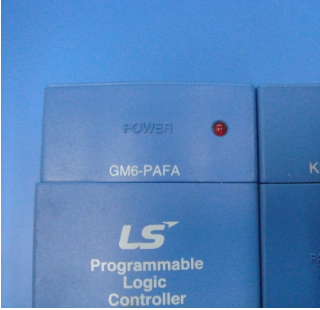 POWER
GM6-PAFA
K
LS
Programmable
Logic
Controller